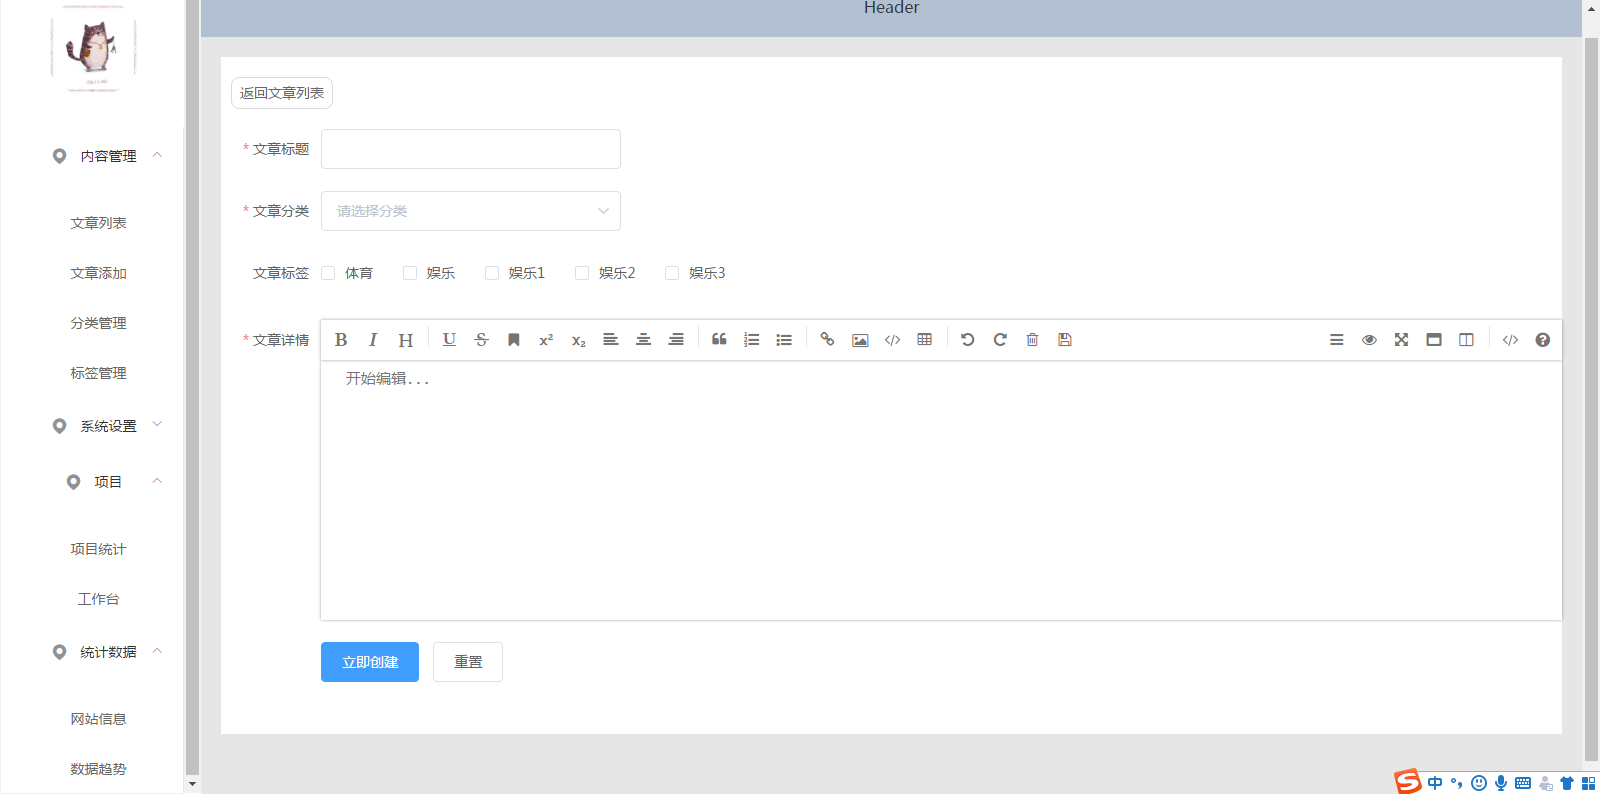 Header
内容管理
文章列表
文章添加
分类管理
标签管理
系统设置
项目
项目统计
工作台
统计数据
网站信息
数据趋势
返回文章列表
* 文章标题
* 文章分类 请选择分类
文章标签 体育 娱乐 娱乐1 娱乐2 娱乐3
* 文章详情 B I H U S x² x₂
开始编辑...
立即创建 重置
中